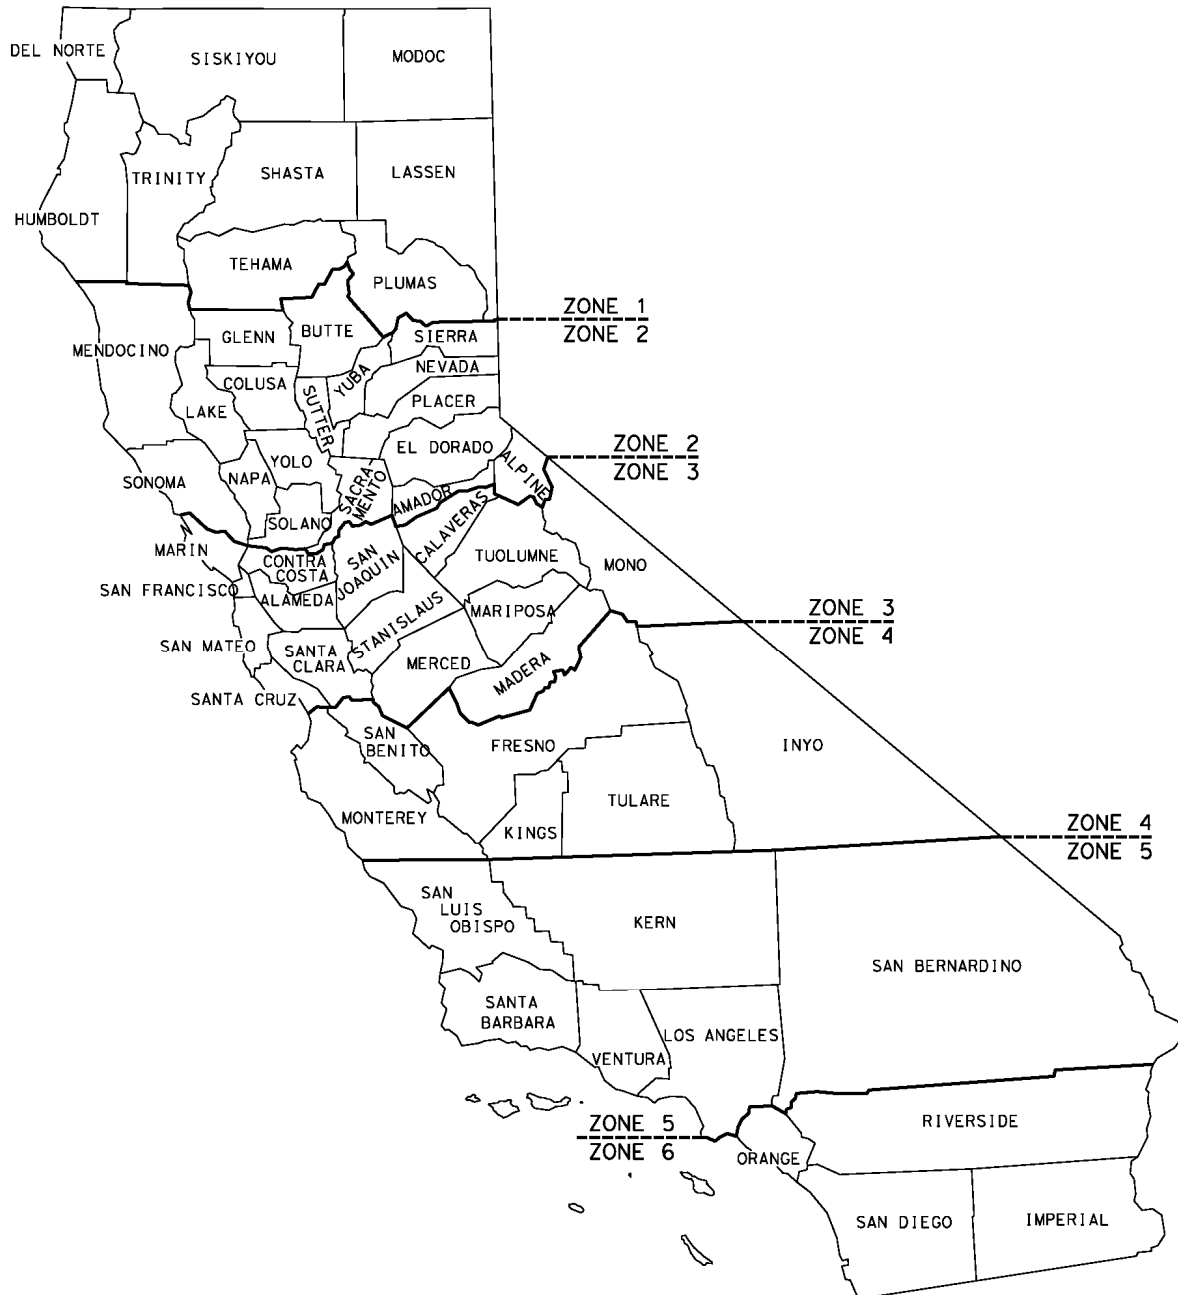 DEL NORTE
SISKIYOU
MODOC
TRINITY
SHASTA
LASSEN
HUMBOLDT
TEHAMA
PLUMAS
ZONE 1
ZONE 2
GLENN
BUTTE
SIERRA
MENDOCINO
NEVADA
COLUSA
YUBA
SUTTER
PLACER
LAKE
ZONE 2
ZONE 3
EL DORADO
YOLO
ALPINE
SONOMA
NAPA
SACRA-
MENTO
AMADOR
SOLANO
CALAVERAS
MARIN
CONTRA
COSTA
SAN
JOAQUIN
TUOLUMNE
MONO
SAN FRANCISCO
ALAMEDA
STANISLAUS
MARIPOSA
ZONE 3
ZONE 4
SAN MATEO
SANTA
CLARA
MERCED
MADERA
SANTA CRUZ
SAN
BENITO
FRESNO
INYO
MONTEREY
KINGS
TULARE
ZONE 4
ZONE 5
SAN
LUIS
OBISPO
KERN
SAN BERNARDINO
SANTA
BARBARA
VENTURA
LOS ANGELES
ZONE 5
ZONE 6
ORANGE
RIVERSIDE
SAN DIEGO
IMPERIAL